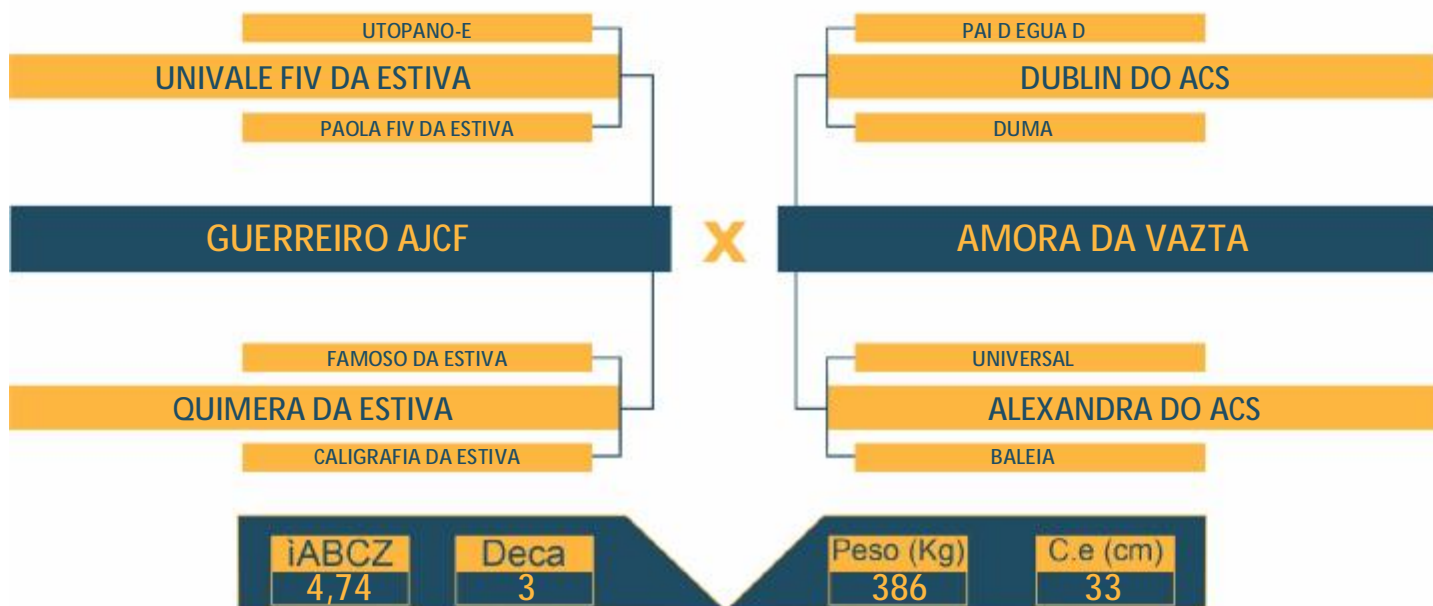 UTOPANO-E
UNIVALE FIV DA ESTIVA
PAOLA FIV DA ESTIVA
GUERREIRO AJCF
FAMOSO DA ESTIVA
QUIMERA DA ESTIVA
CALIGRAFIA DA ESTIVA
X
PAI D EGUA D
DUBLIN DO ACS
DUMA
AMORA DA VAZTA
UNIVERSAL
ALEXANDRA DO ACS
BALEIA
iABCZ
4,74
Deca
3
Peso (Kg)
386
C.e (cm)
33